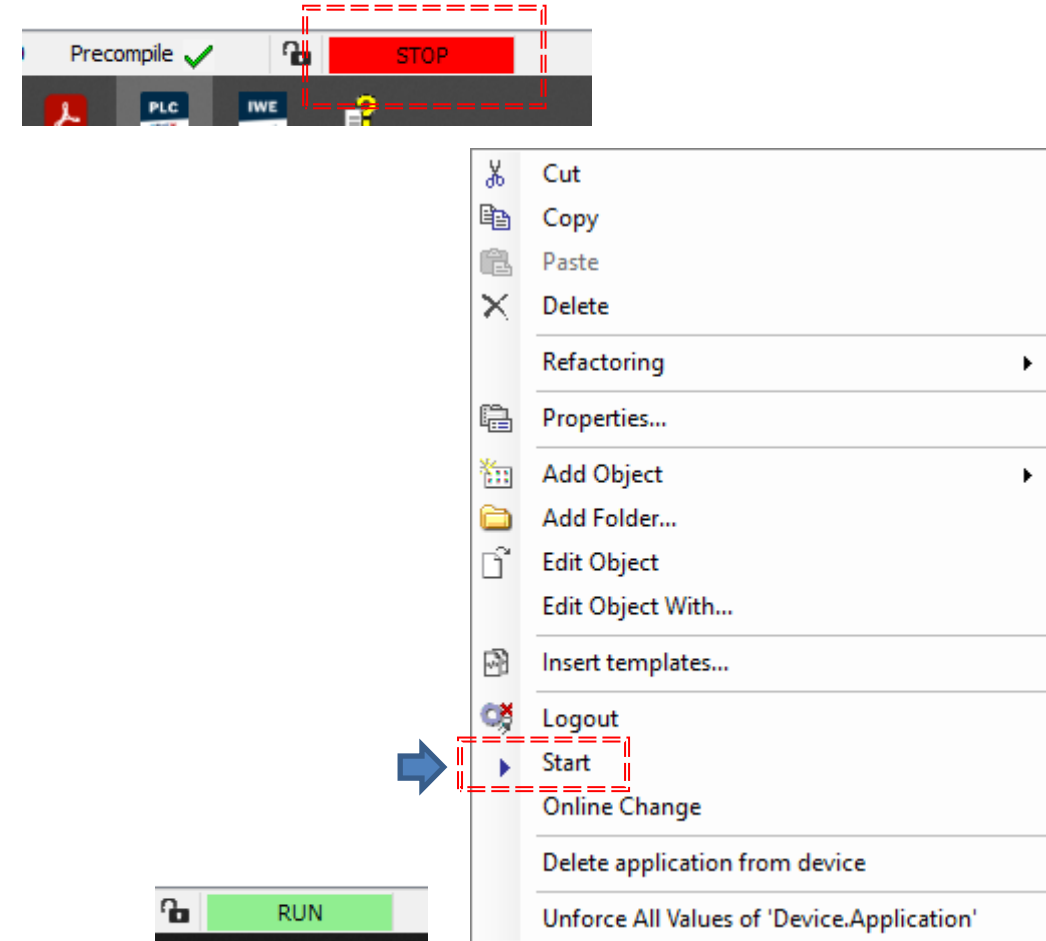 Precompile
STOP
PLC
IWE
Cut
Copy
Paste
Delete
Refactoring
Properties...
Add Object
Add Folder...
Edit Object
Edit Object With...
Insert templates...
Logout
Start
Online Change
Delete application from device
Unforce All Values of 'Device.Application'
RUN